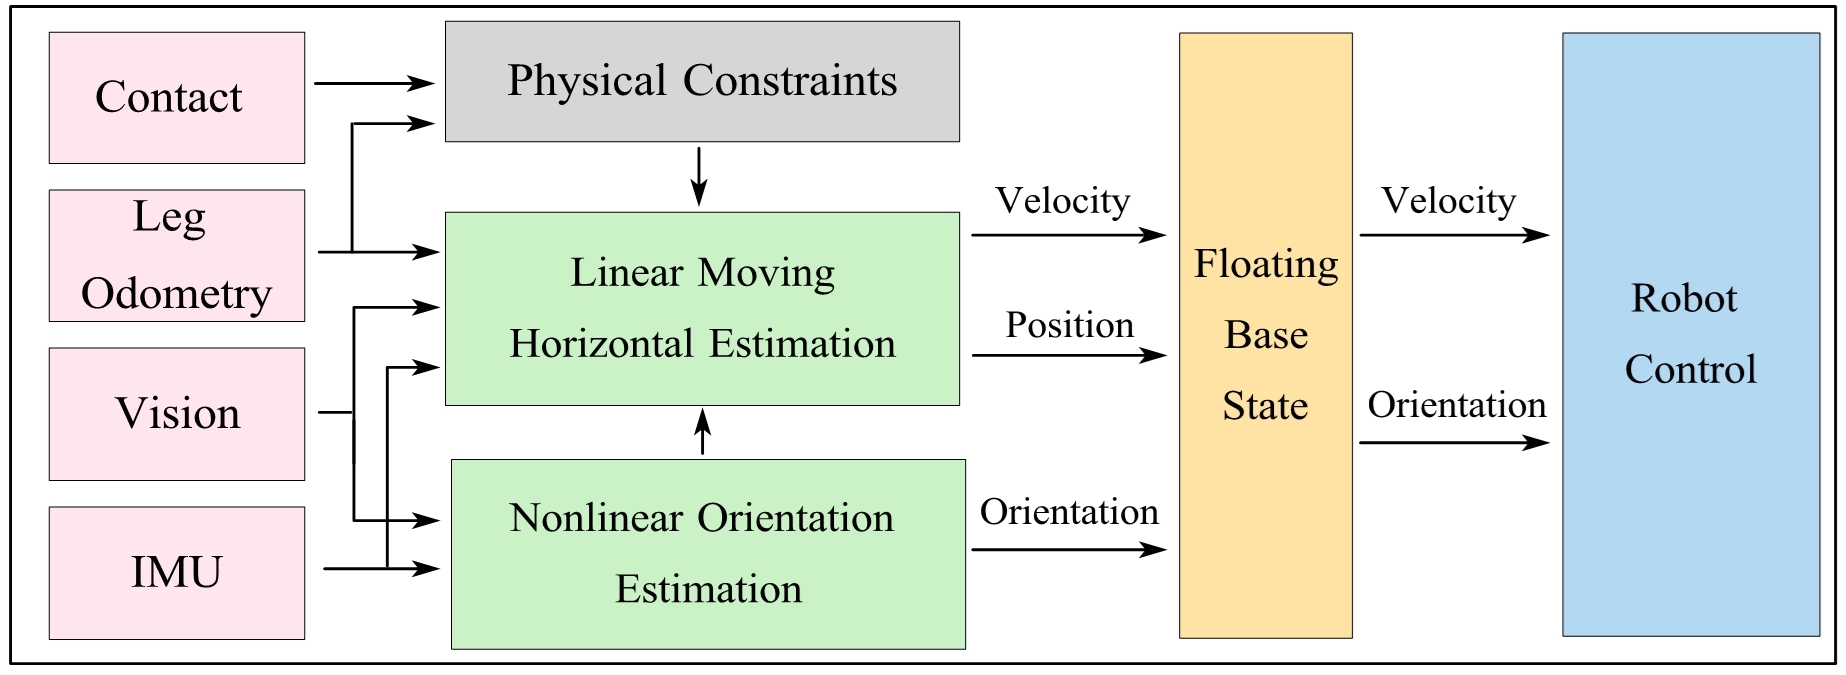 Contact
Leg
Odometry
Vision
IMU
Physical Constraints
Linear Moving
Horizontal Estimation
Nonlinear Orientation
Estimation
Velocity
Position
Orientation
Floating
Base
State
Velocity
Orientation
Robot
Control